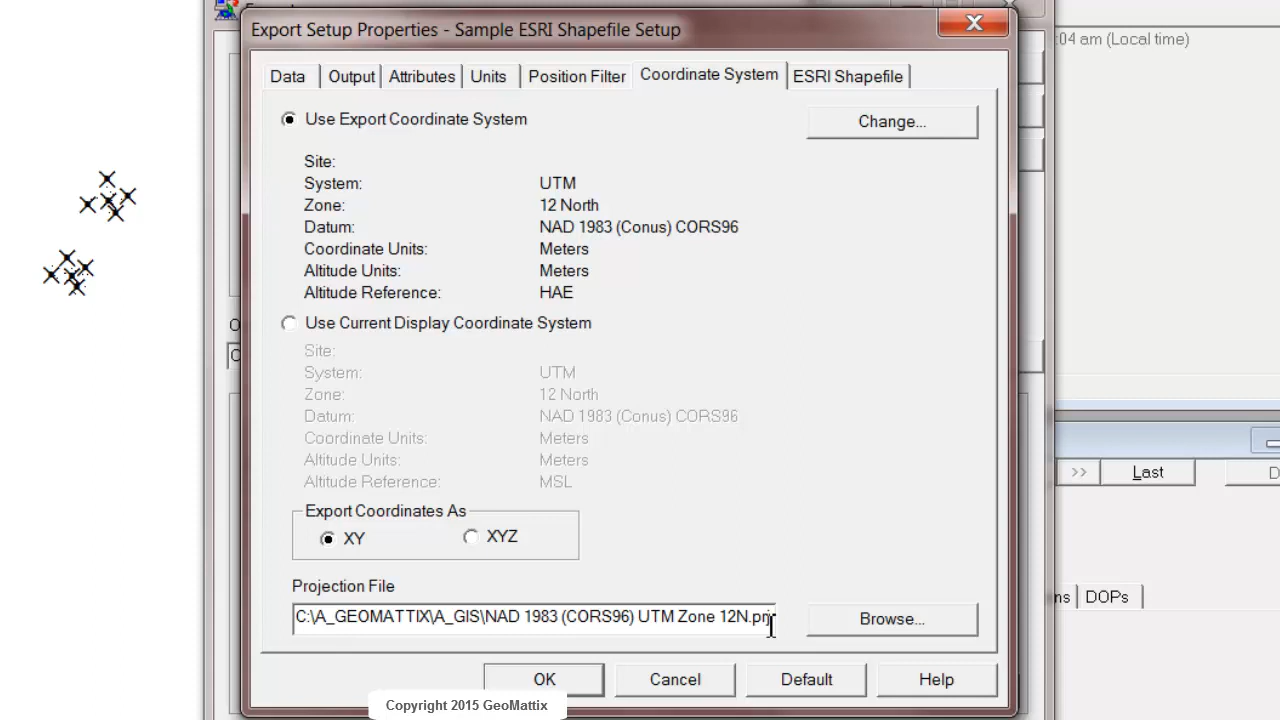 :04 am (Local time)
Export Setup Properties - Sample ESRI Shapefile Setup
Data Output Attributes Units Position Filter Coordinate System ESRI Shapefile
Use Export Coordinate System Change...
Site:
System: UTM
Zone: 12 North
Datum: NAD 1983 (Conus) CORS96
Coordinate Units: Meters
Altitude Units: Meters
Altitude Reference: HAE
Use Current Display Coordinate System
Site:
System: UTM
Zone: 12 North
Datum: NAD 1983 (Conus) CORS96
Coordinate Units: Meters
Altitude Units: Meters
Altitude Reference: MSL
>> Last
Export Coordinates As
XY XYZ
Projection File
C:\A_GEOMATTIX\A_GIS\NAD 1983 (CORS96) UTM Zone 12N.prj Browse...
ns DOPs
OK Cancel Default Help
Copyright 2015 GeoMattix